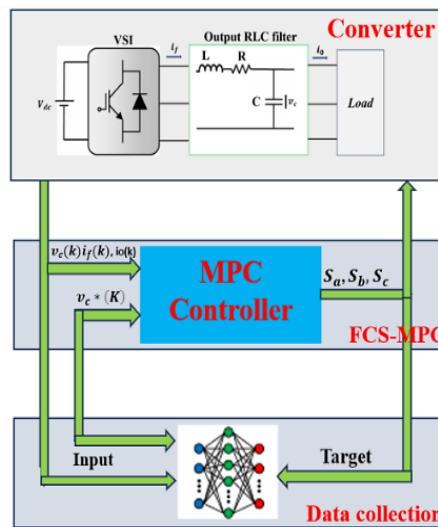 Converter
VSI
Output RLC filter
i_f
i_0
L
R
V_dc
C
v_c
Load
v_c(k)i_f(k), io(k)
MPC
Controller
S_a, S_b, S_c
v_c * (K)
FCS-MPC
Input
Target
Data collection